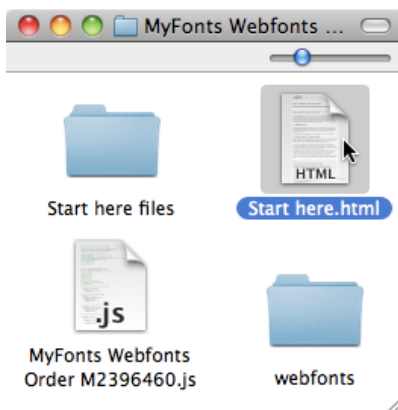 MyFonts Webfonts ...
HTML
Start here files
Start here.html
.js
MyFonts Webfonts
Order M2396460.js
webfonts